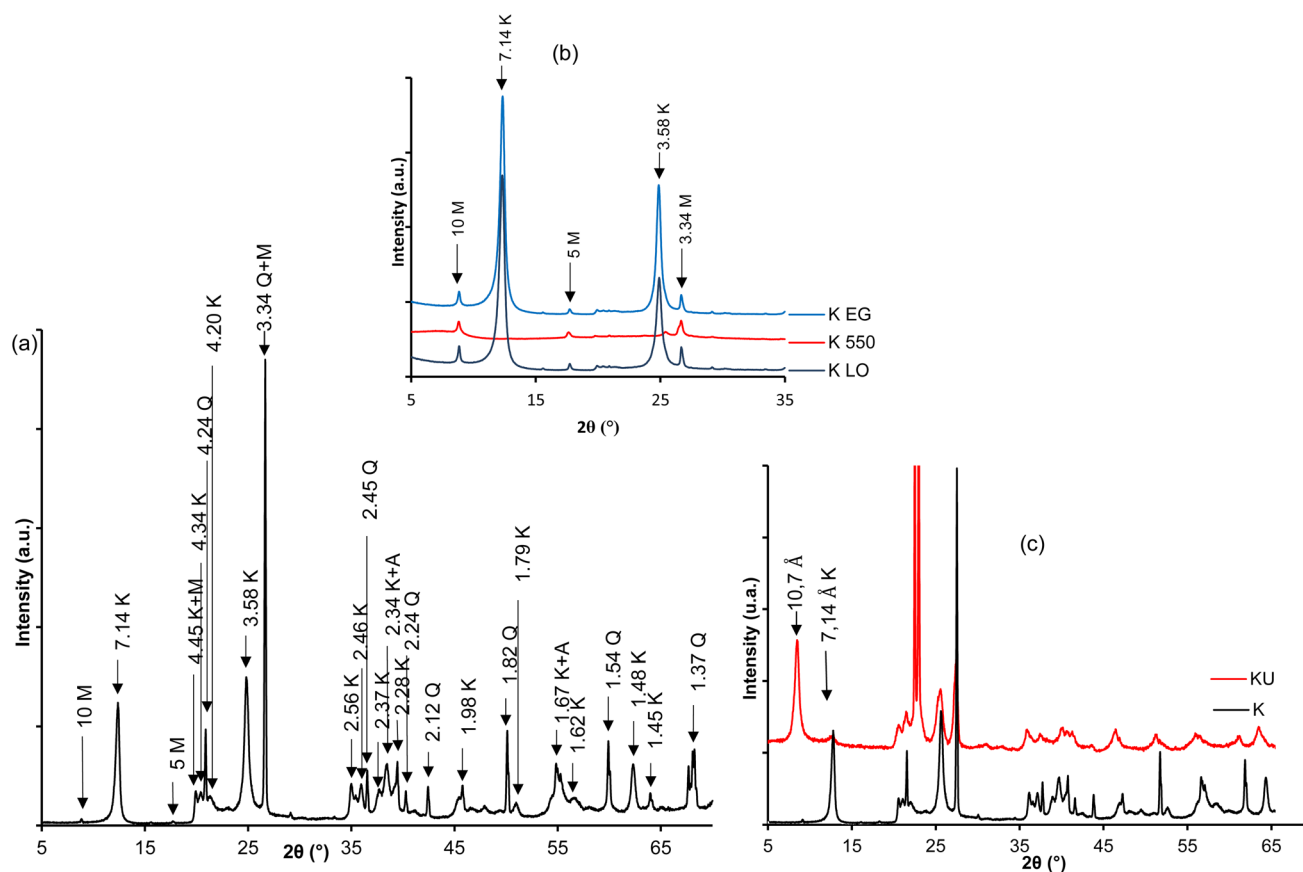 (a)
Intensity (a.u.)
10 M
7.14 K
5 M
4.45 K+M
4.34 K
4.24 Q
4.20 K
3.58 K
3.34 Q+M
2.56 K
2.46 K
2.45 Q
2.37 K
2.34 K+A
2.28 K
2.24 Q
2.12 Q
1.98 K
1.82 Q
1.79 K
1.67 K+A
1.62 K
1.54 Q
1.48 K
1.45 K
1.37 Q
5 15 25 35 45 55 65
2θ (°)
(b)
Intensity (a.u.)
10 M
7.14 K
5 M
3.58 K
3.34 M
K EG
K 550
K LO
5 15 25 35
2θ (°)
(c)
Intensity (u.a.)
10,7 Å
7,14 Å K
KU
K
5 15 25 35 45 55 65
2θ (°)